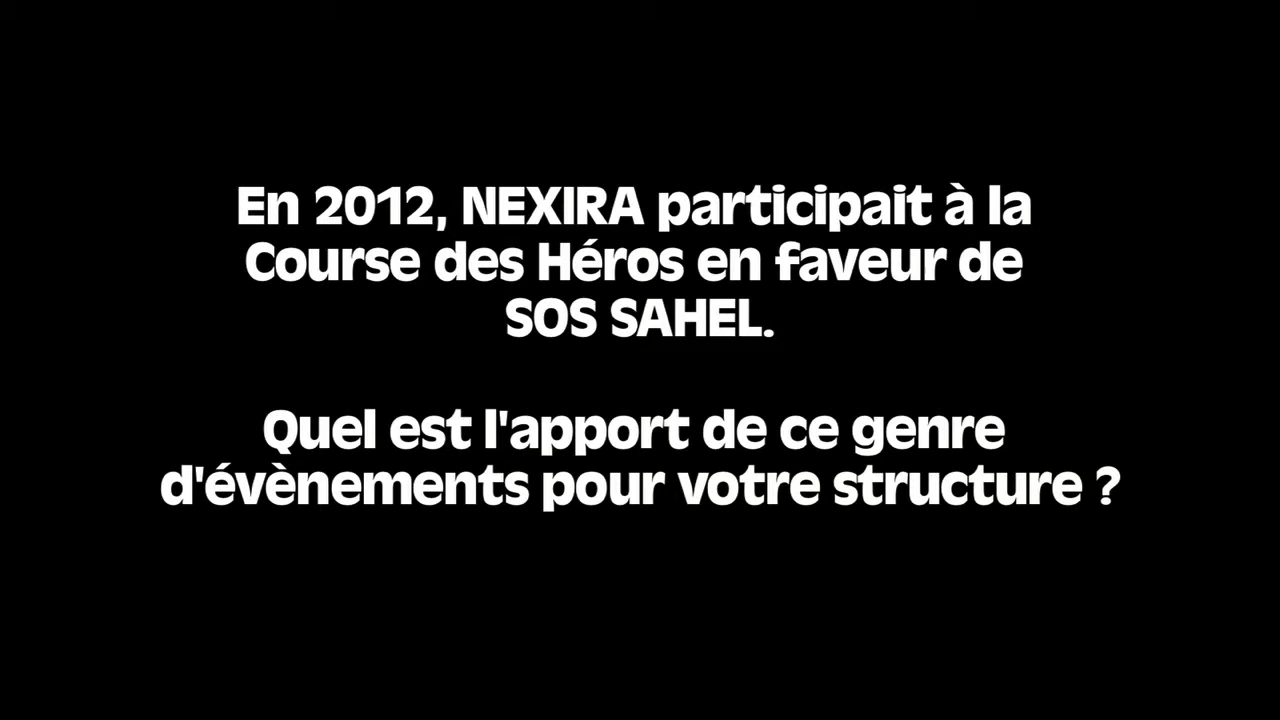 En 2012, NEXIRA participait à la
Course des Héros en faveur de
SOS SAHEL.
Quel est l'apport de ce genre
d'évènements pour votre structure ?